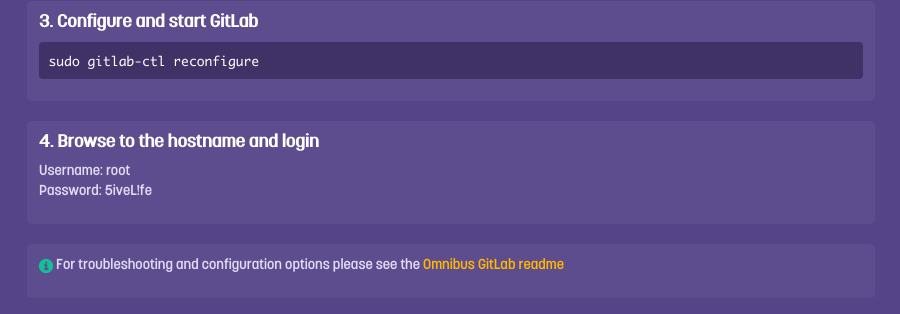 3. Configure and start GitLab
sudo gitlab-ctl reconfigure
4. Browse to the hostname and login
Username: root
Password: 5iveL!fe
For troubleshooting and configuration options please see the Omnibus GitLab readme